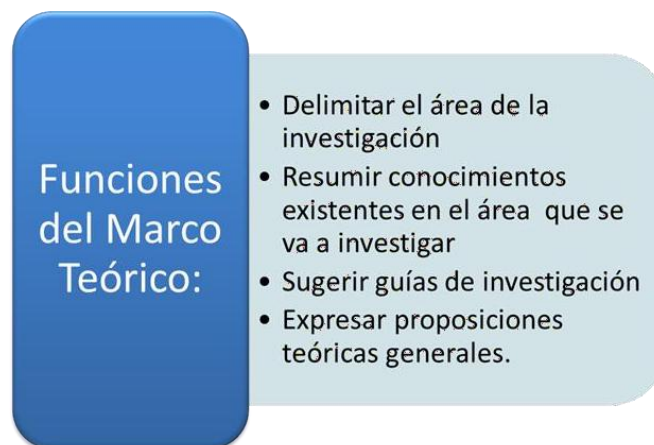 Funciones
del Marco
Teórico:
• Delimitar el área de la
investigación
• Resumir conocimientos
existentes en el área que se
va a investigar
• Sugerir guías de investigación
• Expresar proposiciones
teóricas generales.